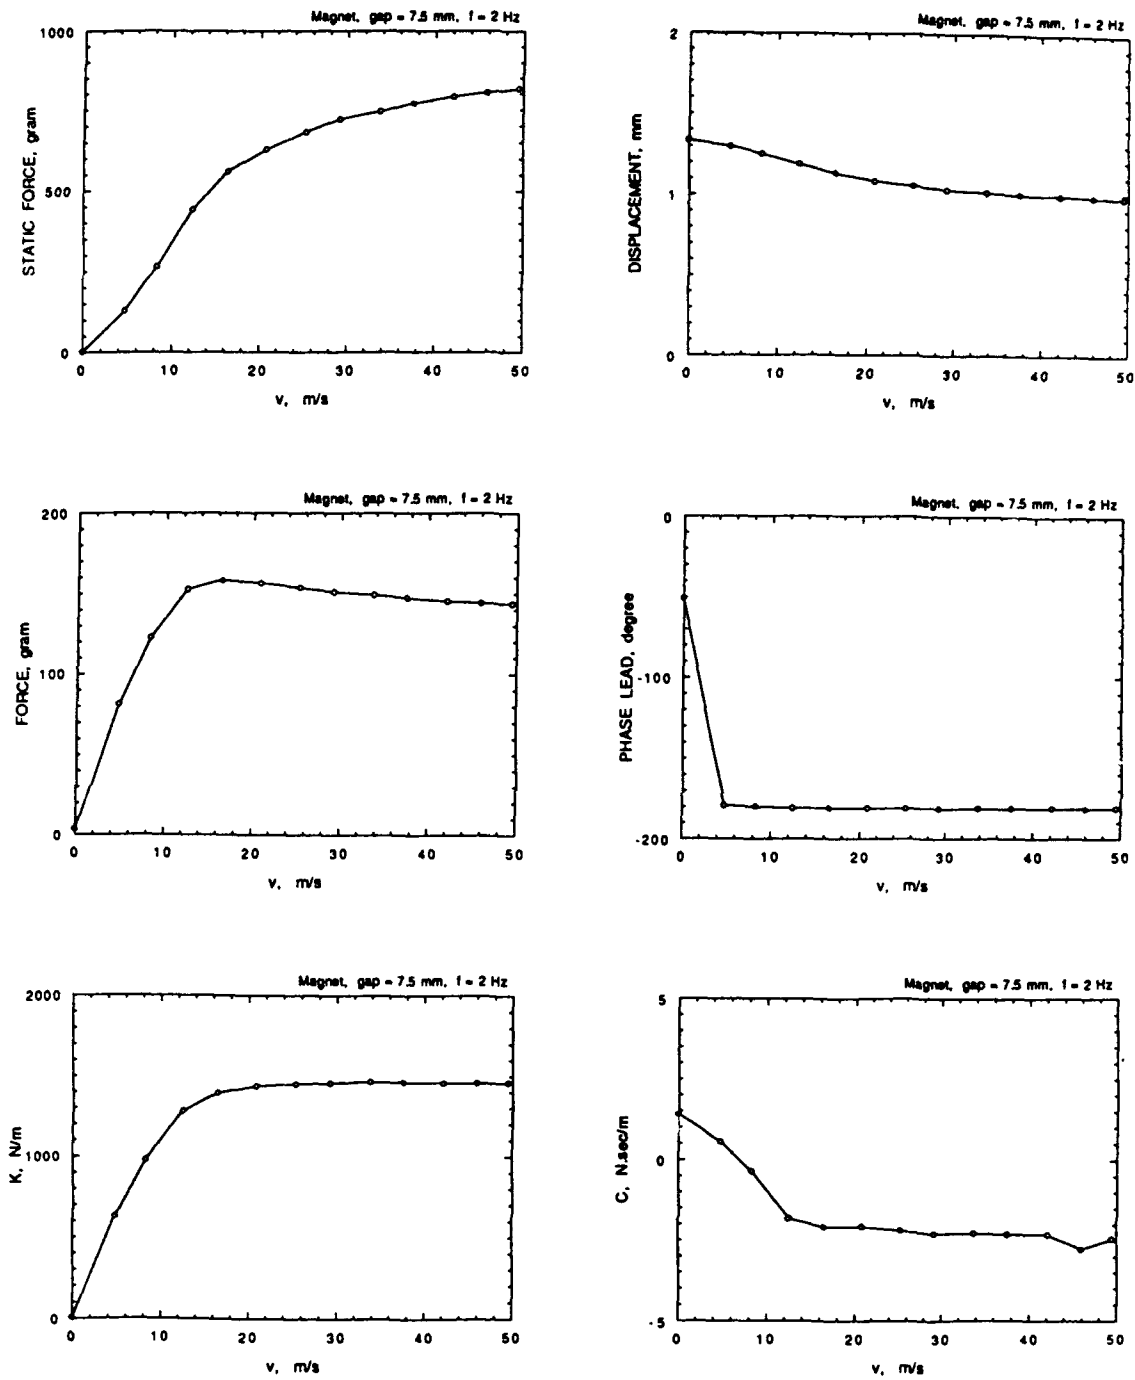 Magnet, gap = 7.5 mm, f = 2 Hz
1000
500
0
STATIC FORCE, gram
0 10 20 30 40 50
v, m/s
Magnet, gap = 7.5 mm, f = 2 Hz
2
1
0
DISPLACEMENT, mm
0 10 20 30 40 50
v, m/s
Magnet, gap = 7.5 mm, f = 2 Hz
200
100
0
FORCE, gram
0 10 20 30 40 50
v, m/s
Magnet, gap = 7.5 mm, f = 2 Hz
0
-100
-200
PHASE LEAD, degree
0 10 20 30 40 50
v, m/s
Magnet, gap = 7.5 mm, f = 2 Hz
2000
1000
0
K, N/m
0 10 20 30 40 50
v, m/s
Magnet, gap = 7.5 mm, f = 2 Hz
5
0
-5
C, N.sec/m
0 10 20 30 40 50
v, m/s